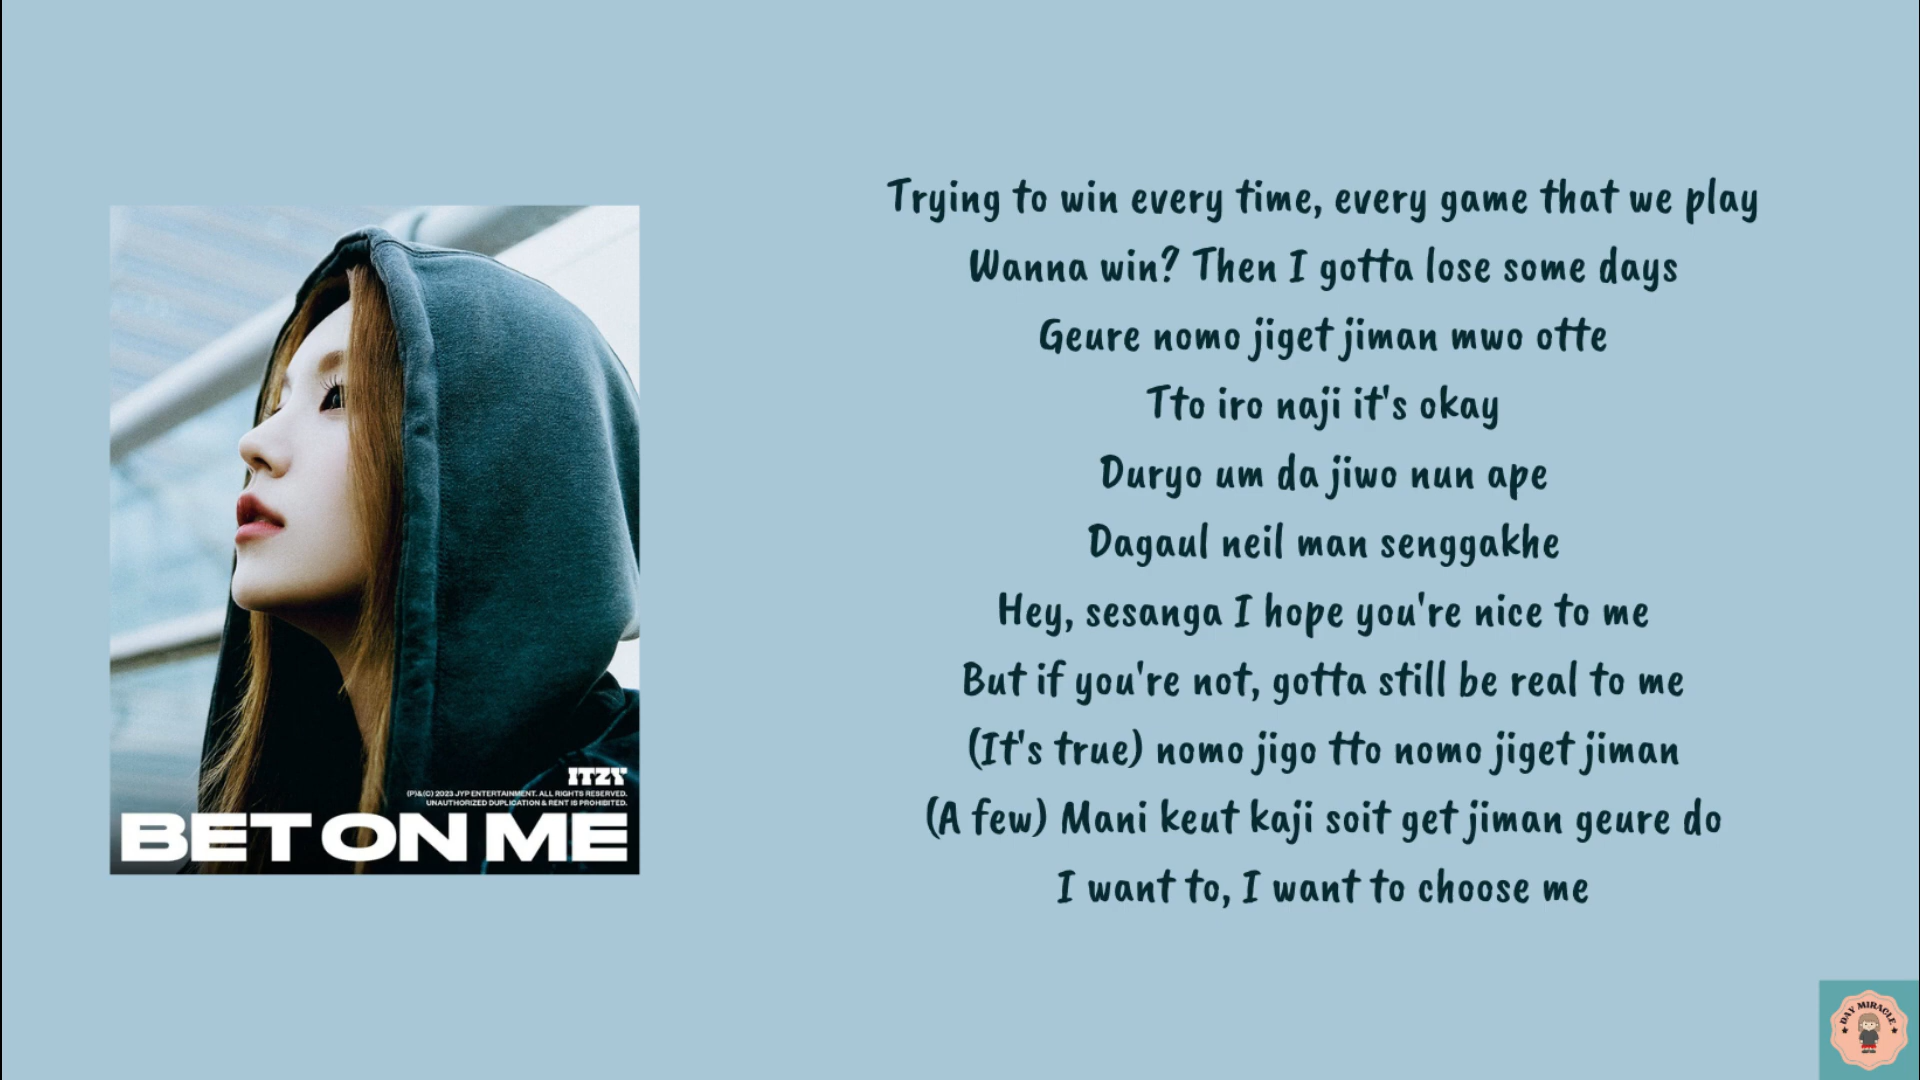 Trying to win every time, every game that we play
Wanna win? Then I gotta lose some days
Geure nomo jiget jiman mwo otte
Tto iro naji it's okay
Duryo um da jiwo nun ape
Dagaul neil man senggakhe
Hey, sesanga I hope you're nice to me
But if you're not, gotta still be real to me
(It's true) nomo jigo tto nomo jiget jiman
(A few) Mani keut kaji soit get jiman geure do
I want to, I want to choose me
ITZY
(P)&(C) 2023 JYP ENTERTAINMENT. ALL RIGHTS RESERVED.
UNAUTHORIZED DUPLICATION & RENT IS PROHIBITED.
BET ON ME
DAY MIRACLE